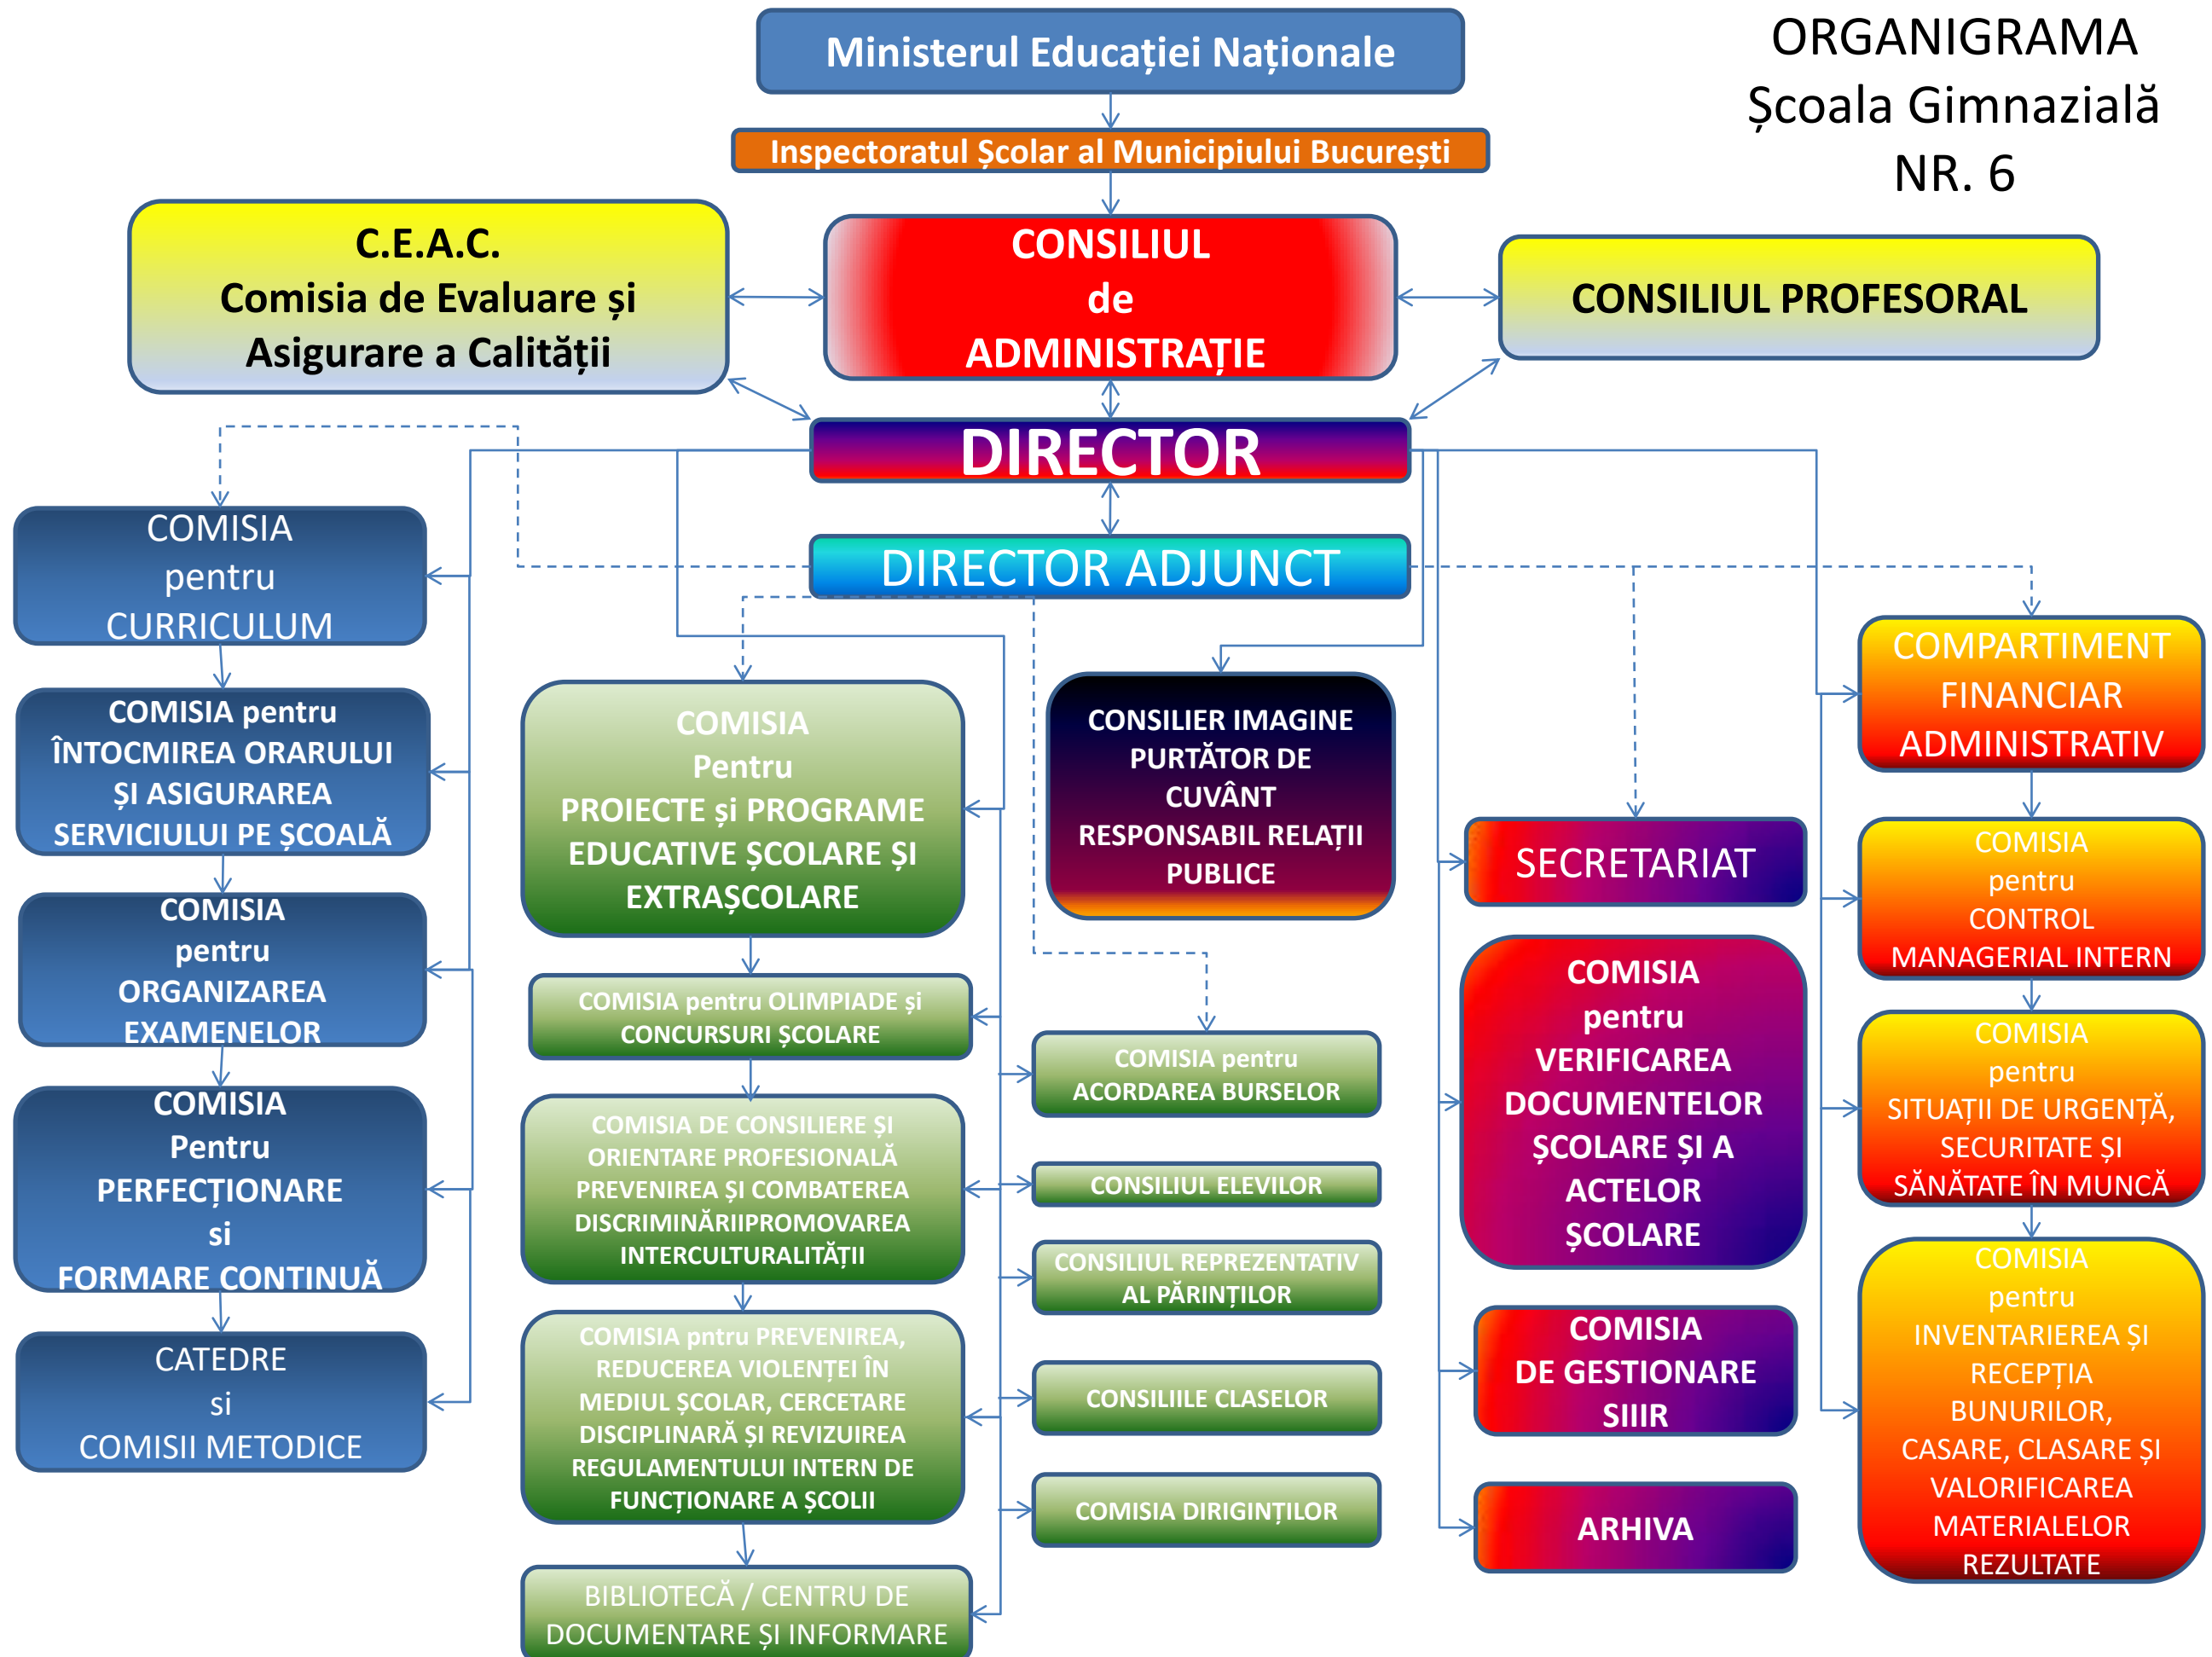 ORGANIGRAMA
Școala Gimnazială
NR. 6
Ministerul Educației Naționale
Inspectoratul Școlar al Municipiului București
C.E.A.C.
Comisia de Evaluare și
Asigurare a Calității
CONSILIUL
de
ADMINISTRAȚIE
CONSILIUL PROFESORAL
DIRECTOR
DIRECTOR ADJUNCT
COMISIA
pentru
CURRICULUM
COMISIA pentru
ÎNTOCMIREA ORARULUI
ȘI ASIGURAREA
SERVICIULUI PE ȘCOALĂ
COMISIA
pentru
ORGANIZAREA
EXAMENELOR
COMISIA
Pentru
PERFECȚIONARE
si
FORMARE CONTINUĂ
CATEDRE
si
COMISII METODICE
COMISIA
Pentru
PROIECTE și PROGRAME
EDUCATIVE ȘCOLARE ȘI
EXTRAȘCOLARE
COMISIA pentru OLIMPIADE și
CONCURSURI ȘCOLARE
COMISIA DE CONSILIERE ȘI
ORIENTARE PROFESIONALĂ
PREVENIREA ȘI COMBATEREA
DISCRIMINĂRIIPROMOVAREA
INTERCULTURALITĂȚII
COMISIA pntru PREVENIREA,
REDUCEREA VIOLENȚEI ÎN
MEDIUL ȘCOLAR, CERCETARE
DISCIPLINARĂ ȘI REVIZUIREA
REGULAMENTULUI INTERN DE
FUNCȚIONARE A ȘCOLII
BIBLIOTECĂ / CENTRU DE
DOCUMENTARE ȘI INFORMARE
CONSILIER IMAGINE
PURTĂTOR DE
CUVÂNT
RESPONSABIL RELAȚII
PUBLICE
COMISIA pentru
ACORDAREA BURSELOR
CONSILIUL ELEVILOR
CONSILIUL REPREZENTATIV
AL PĂRINȚILOR
CONSILIILE CLASELOR
COMISIA DIRIGINȚILOR
SECRETARIAT
COMISIA
pentru
VERIFICAREA
DOCUMENTELOR
ȘCOLARE ȘI A
ACTELOR
ȘCOLARE
COMISIA
DE GESTIONARE
SIIIR
ARHIVA
COMPARTIMENT
FINANCIAR
ADMINISTRATIV
COMISIA
pentru
CONTROL
MANAGERIAL INTERN
COMISIA
pentru
SITUAȚII DE URGENȚĂ,
SECURITATE ȘI
SĂNĂTATE ÎN MUNCĂ
COMISIA
pentru
INVENTARIEREA ȘI
RECEPȚIA
BUNURILOR,
CASARE, CLASARE ȘI
VALORIFICAREA
MATERIALELOR
REZULTATE